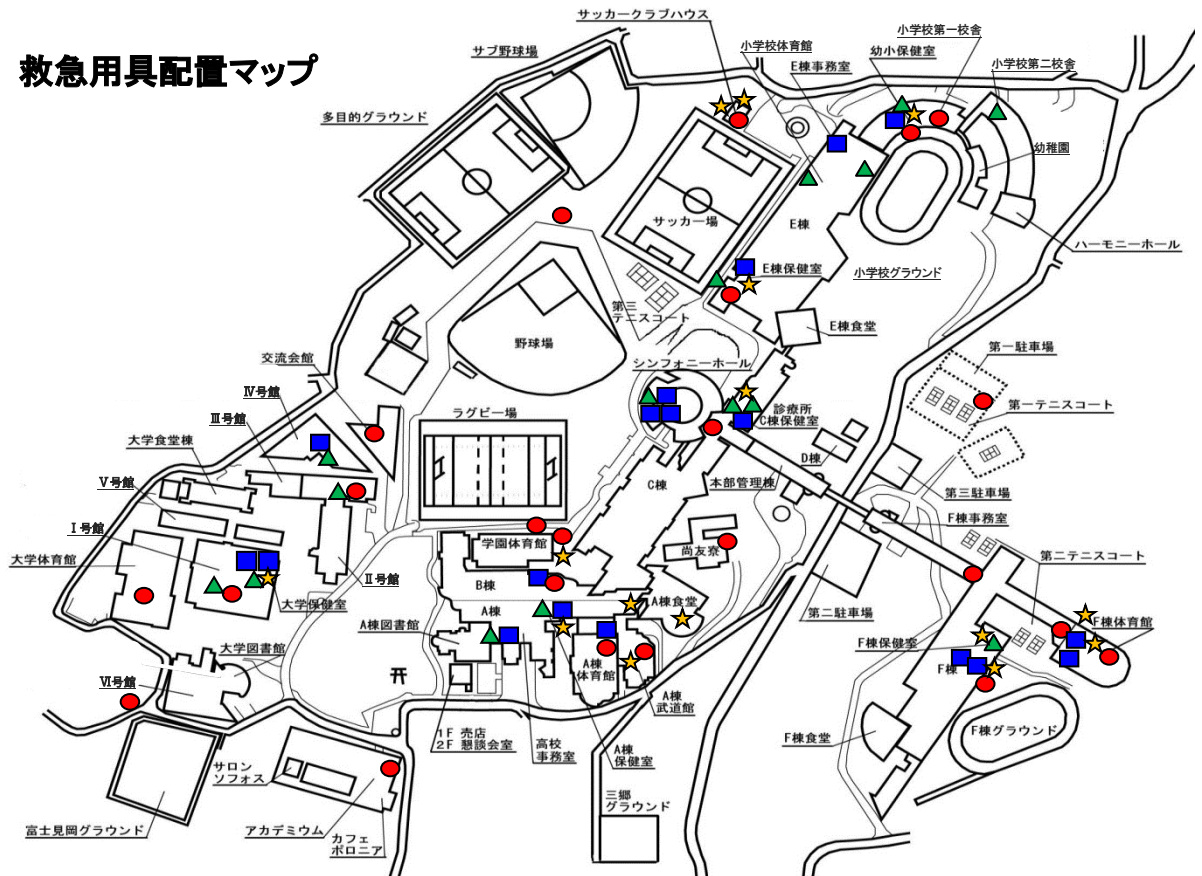 救急用具配置マップ
サッカークラブハウス
サブ野球場
小学校体育館
E棟事務室
幼小保健室
小学校第一校舎
小学校第二校舎
多目的グラウンド
幼稚園
サッカー場
E棟
ハーモニーホール
E棟保健室
小学校グラウンド
第三
テニスコート
E棟食堂
野球場
シンフォニーホール
第一駐車場
交流会館
Ⅳ号館
Ⅲ号館
ラグビー場
診療所
C棟保健室
第一テニスコート
大学食堂棟
D棟
Ⅴ号館
C棟
本部管理棟
第三駐車場
Ⅰ号館
F棟事務室
学園体育館
尚友寮
大学体育館
Ⅱ号館
第二テニスコート
B棟
第二駐車場
大学保健室
A棟
A棟食堂
A棟図書館
F棟体育館
F棟保健室
大学図書館
F棟
A棟
体育館
Ⅵ号館
A棟
武道館
F棟グラウンド
1F 売店
2F 懇談会室
高校
事務室
A棟
保健室
F棟食堂
サロン
ソフォス
三郷
グラウンド
富士見岡グラウンド
アカデミウム
カフェ
ポロニア